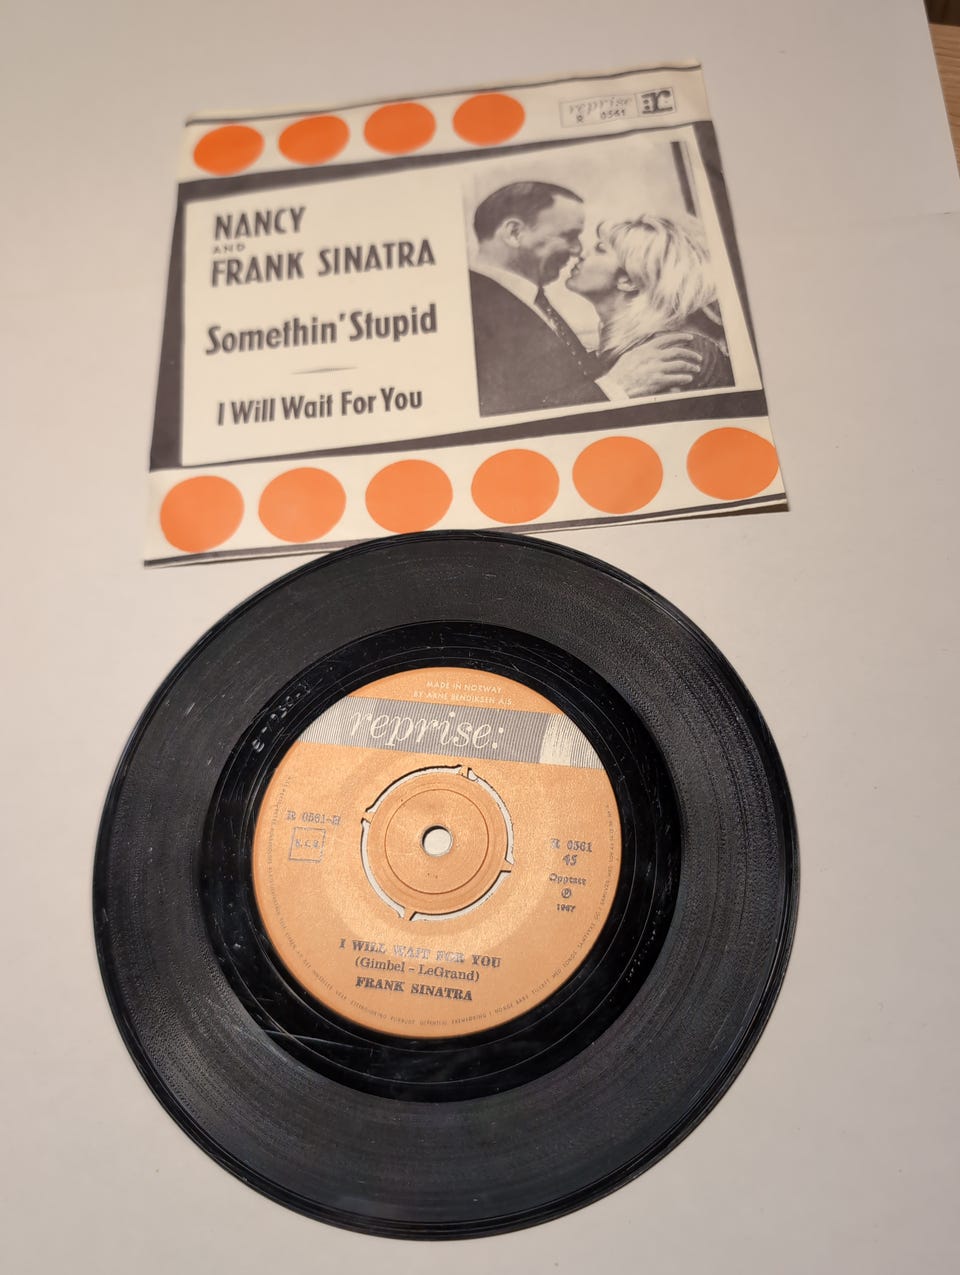 reprise
R 0561
NANCY
AND
FRANK SINATRA
Somethin' Stupid
I Will Wait For You
MADE IN NORWAY
BY ARNE BENDIKSEN A/S.
reprise:
R 0561-B
R 0561
45
Opptatt
℗
1967
I WILL WAIT FOR YOU
(Gimbel - LeGrand)
FRANK SINATRA